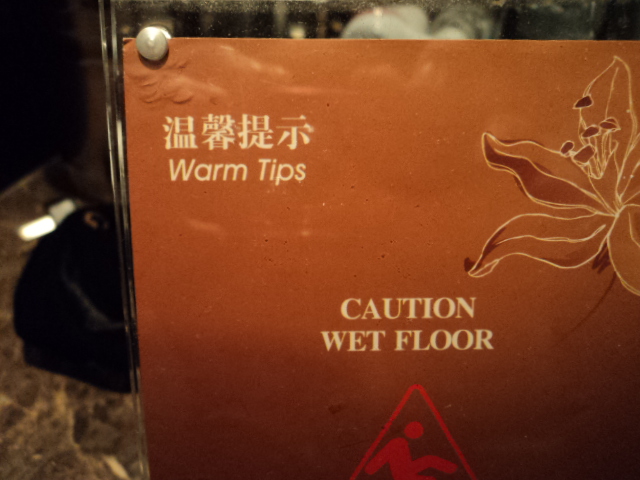 温馨提示
Warm Tips
CAUTION
WET FLOOR